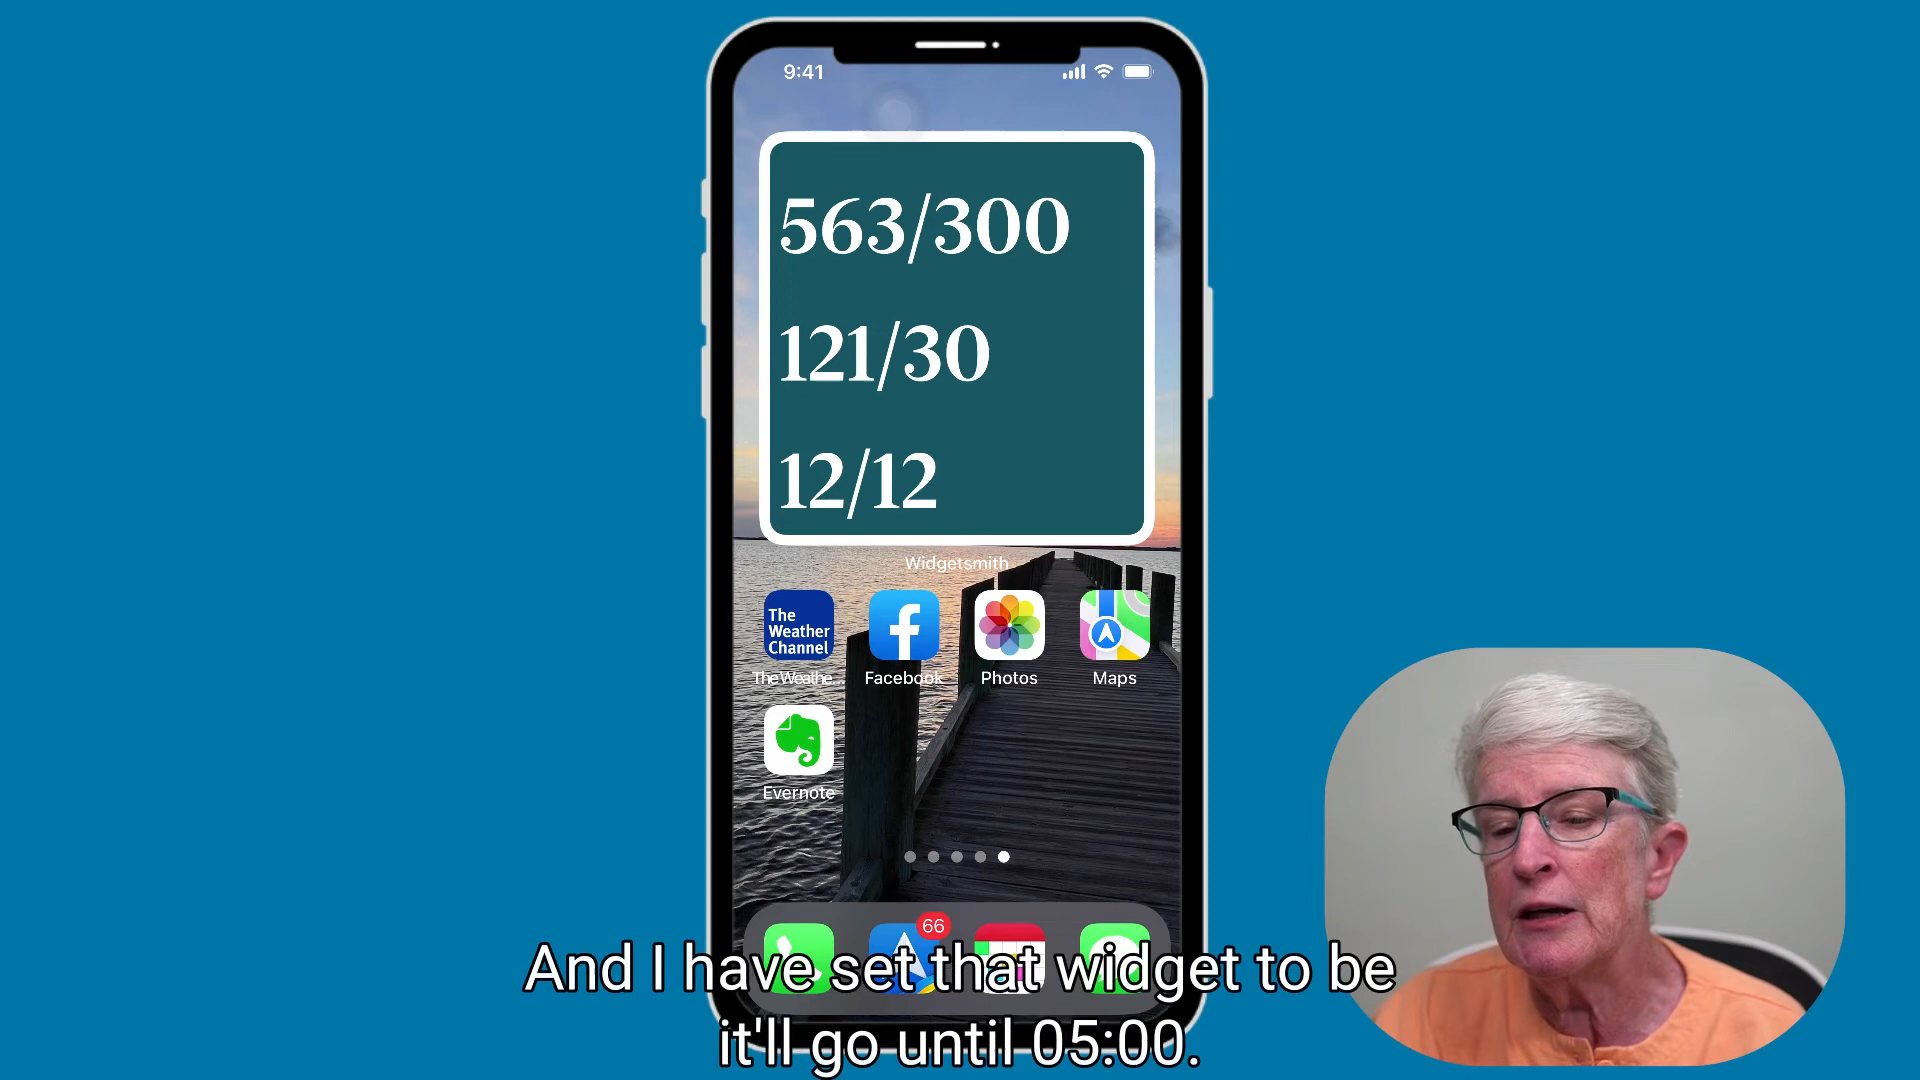 9:41
563/300
121/30
12/12
Widgetsmith
The
Weather
Channel
The Weathe...
Facebook
Photos
Maps
Evernote
66
And I have set that widget to be
it'll go until 05:00.